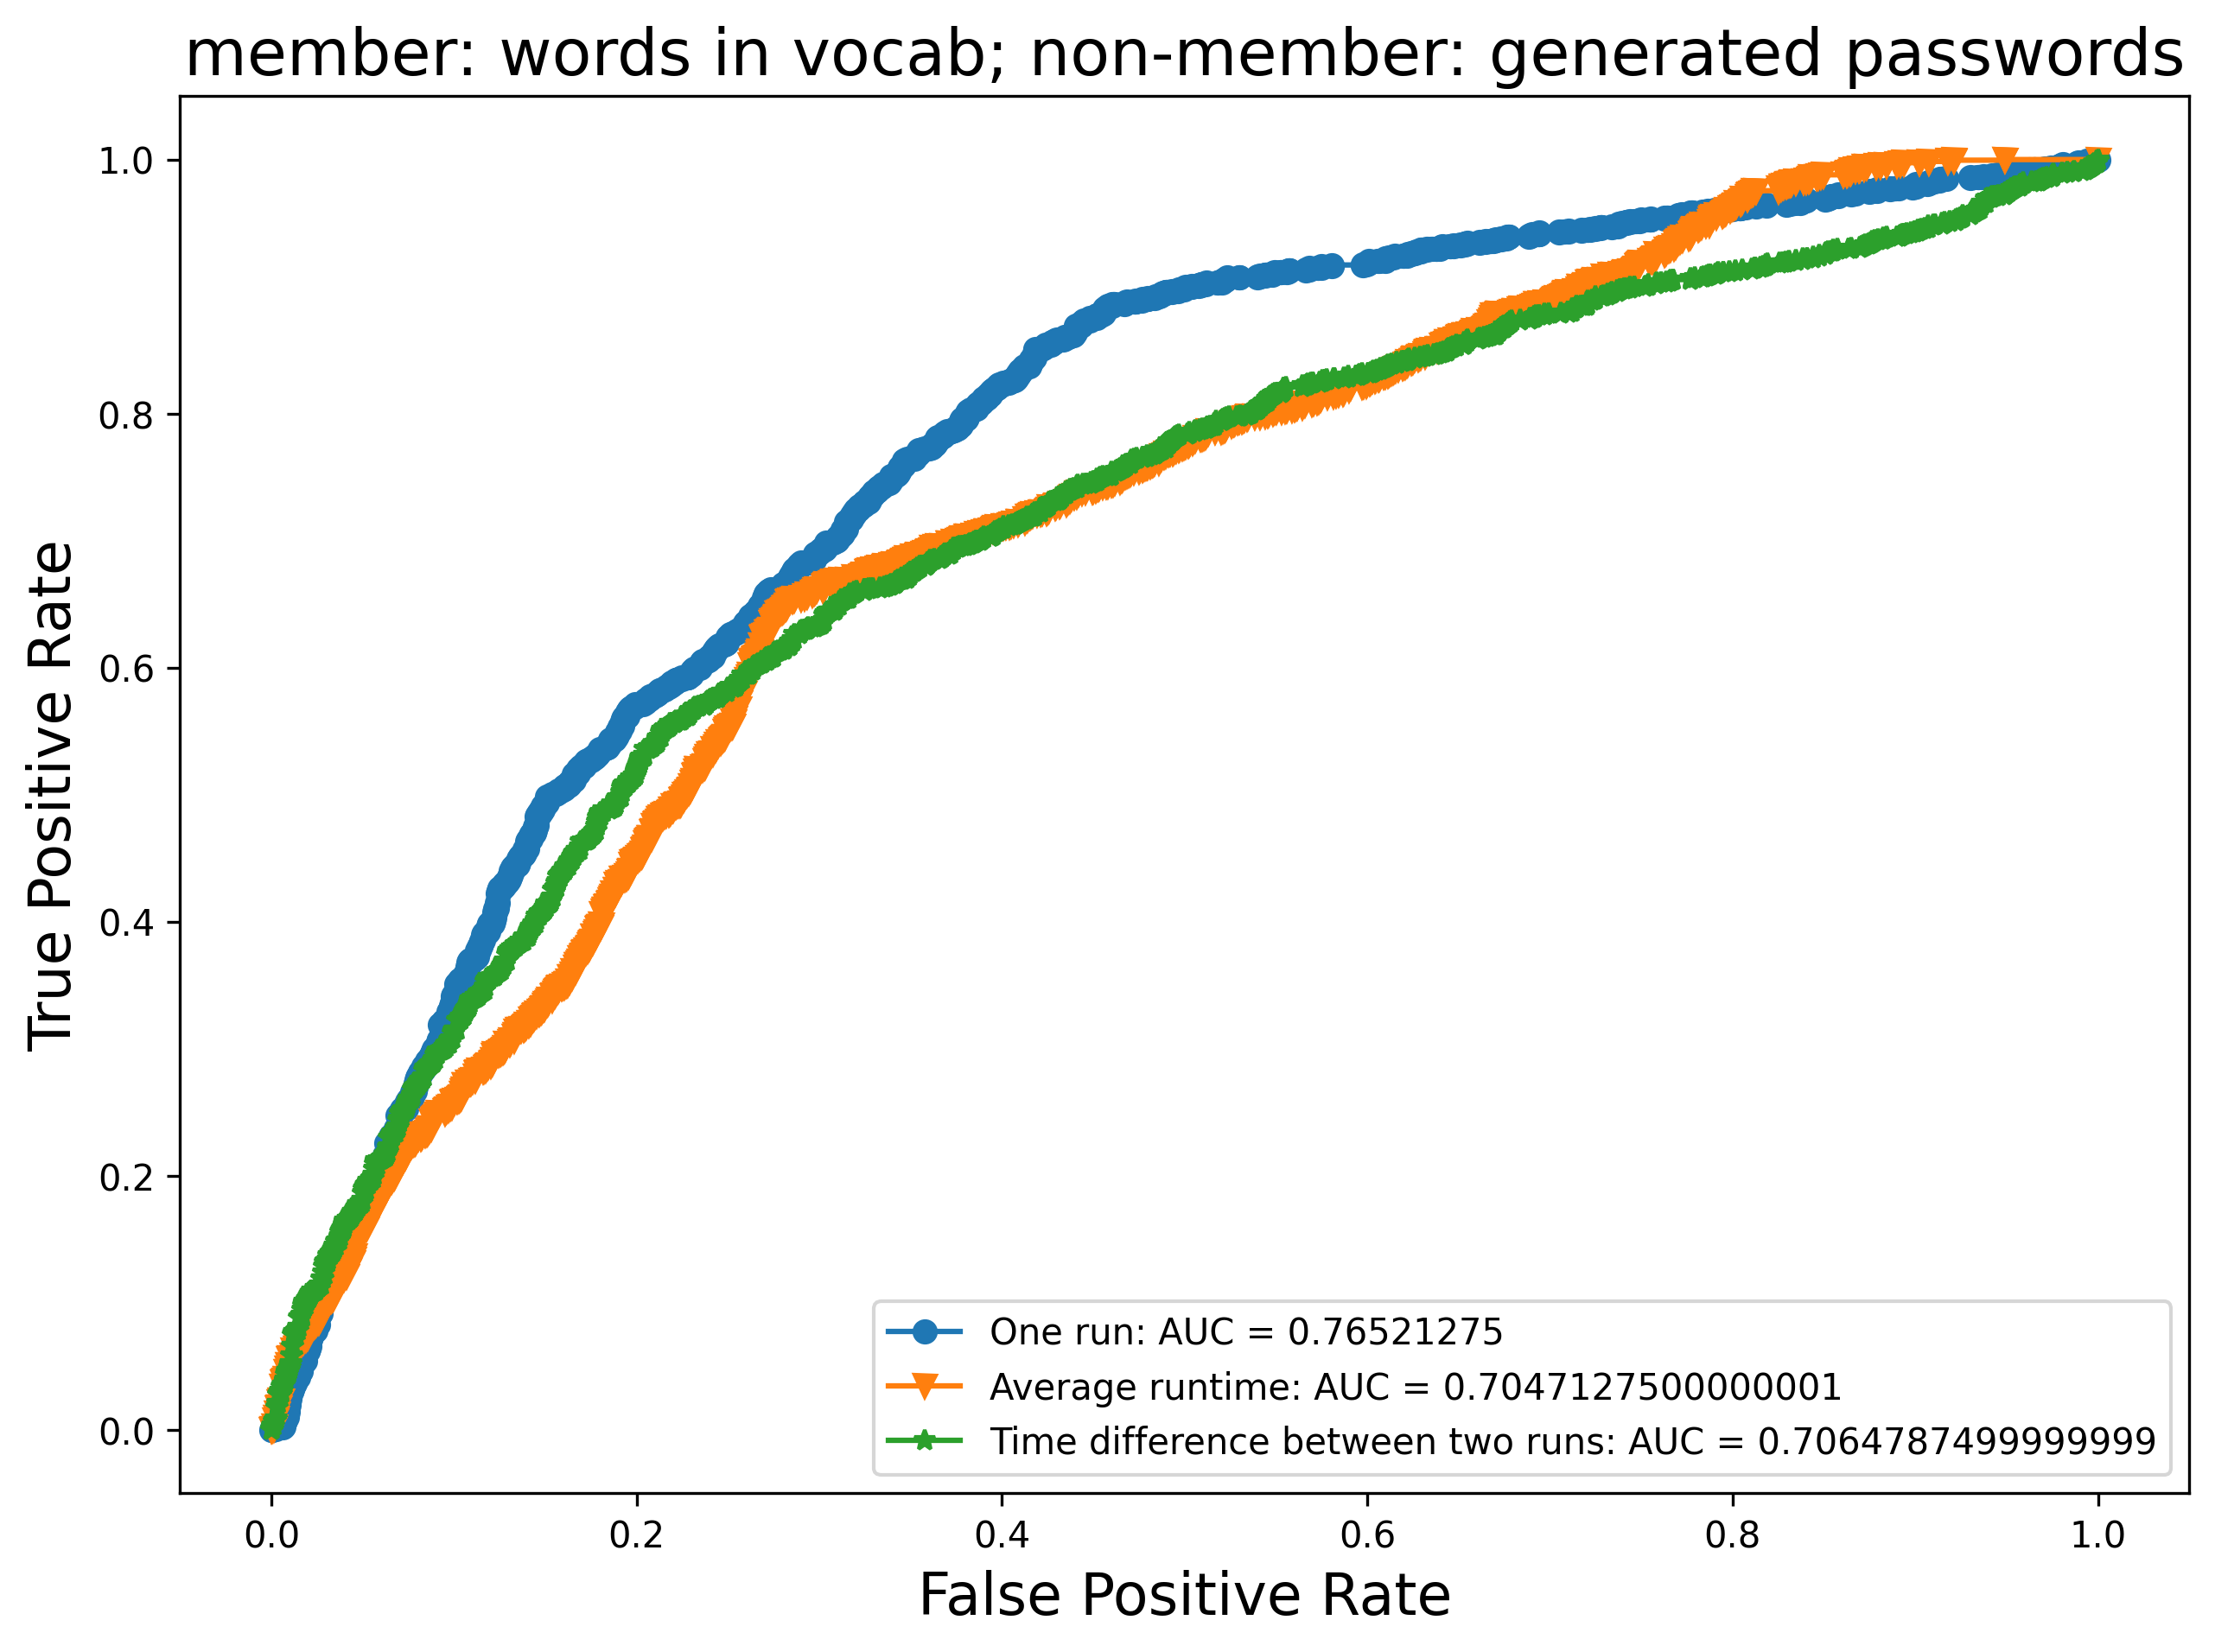 member: words in vocab; non-member: generated passwords
True Positive Rate
1.0
0.8
0.6
0.4
0.2
0.0
One run: AUC = 0.76521275
Average runtime: AUC = 0.7047127500000001
Time difference between two runs: AUC = 0.7064787499999999
0.0 0.2 0.4 0.6 0.8 1.0
False Positive Rate